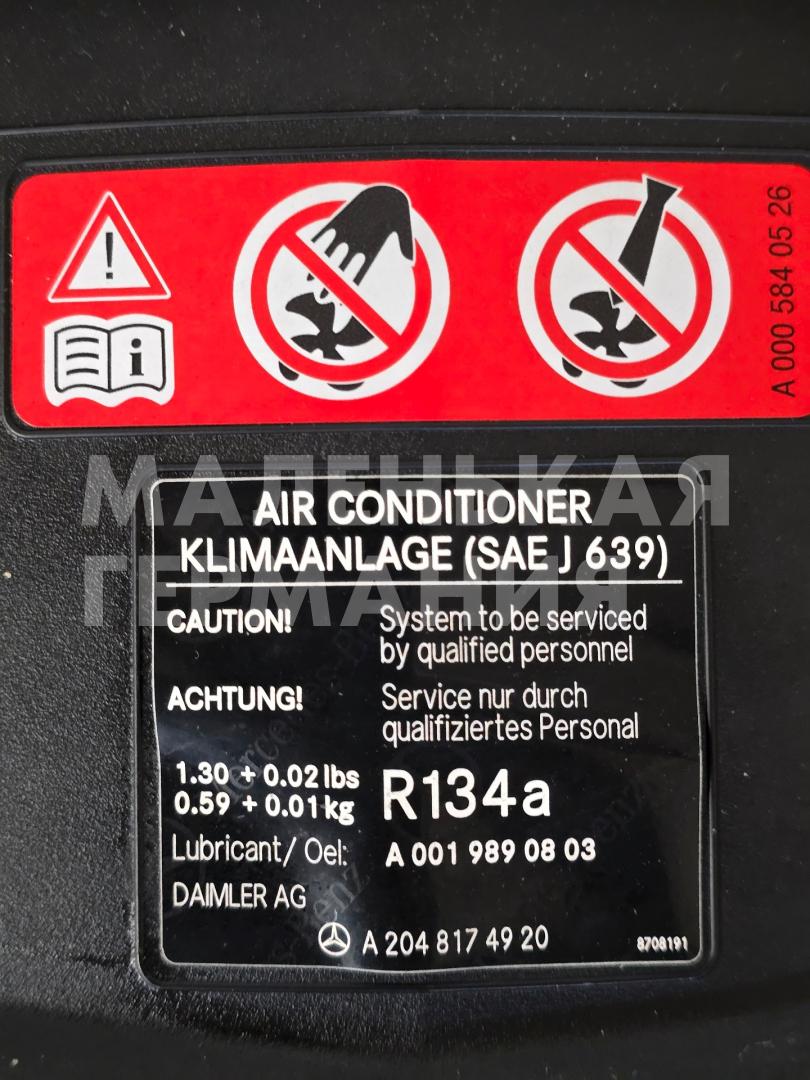 A 000 584 05 26
МАЛЕНЬКАЯ
ГЕРМАНИЯ
AIR CONDITIONER
KLIMAANLAGE (SAE J 639)
CAUTION! System to be serviced
by qualified personnel
ACHTUNG! Service nur durch
qualifiziertes Personal
1.30 + 0.02 lbs
0.59 + 0.01 kg R134a
Lubricant/ Oel: A 001 989 08 03
DAIMLER AG
A 204 817 49 20 8708191